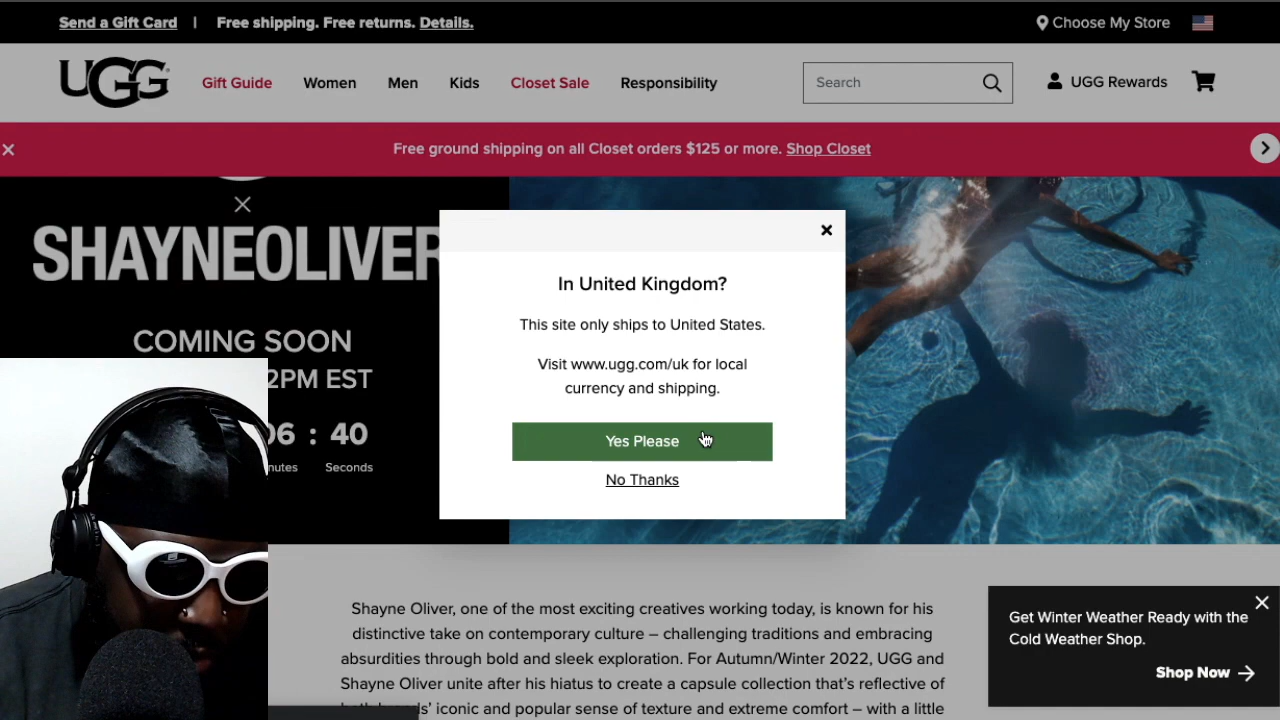 Send a Gift Card | Free shipping. Free returns. Details.
Choose My Store
UGG
Gift Guide Women Men Kids Closet Sale Responsibility
Search
UGG Rewards
Free ground shipping on all Closet orders $125 or more. Shop Closet
SHAYNEOLIVER
COMING SOON
2PM EST
06 : 40
Seconds
In United Kingdom?
This site only ships to United States.
Visit www.ugg.com/uk for local
currency and shipping.
Yes Please
No Thanks
Shayne Oliver, one of the most exciting creatives working today, is known for his
distinctive take on contemporary culture – challenging traditions and embracing
absurdities through bold and sleek exploration. For Autumn/Winter 2022, UGG and
Shayne Oliver unite after his hiatus to create a capsule collection that's reflective of
both brands' iconic and popular sense of texture and extreme comfort – with a little
Get Winter Weather Ready with the
Cold Weather Shop.
Shop Now